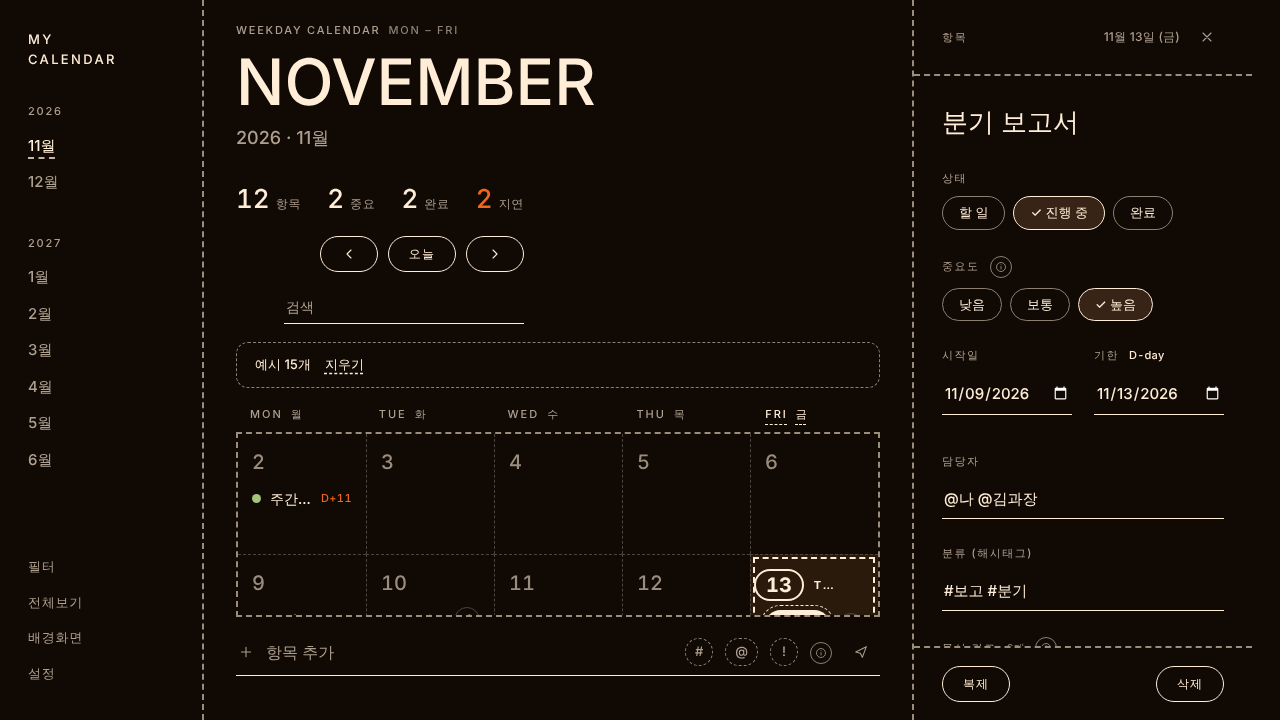 MY
CALENDAR
2026
11월
12월
2027
1월
2월
3월
4월
5월
6월
필터
전체보기
배경화면
설정
WEEKDAY CALENDAR MON – FRI
NOVEMBER
2026 · 11월
12 항목 2 중요 2 완료 2 지연
오늘
검색
예시 15개 지우기
MON 월 TUE 화 WED 수 THU 목 FRI 금
2 3 4 5 6
주간... D+11
9 10 11 12 13 T...
+ 항목 추가 # @ !
항목 11월 13일 (금)
분기 보고서
상태
할 일 ✓ 진행 중 완료
중요도
낮음 보통 ✓ 높음
시작일 기한 D-day
11/09/2026 11/13/2026
담당자
@나 @김과장
분류 (해시태그)
#보고 #분기
복제 삭제